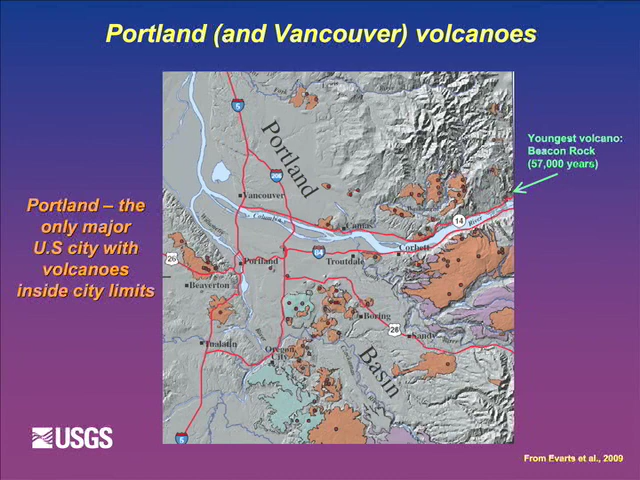 Portland (and Vancouver) volcanoes
Youngest volcano:
Beacon Rock
(57,000 years)
Portland – the
only major
U.S city with
volcanoes
inside city limits
5
Fork
River
Portland
Vancouver
Columbia
River
14
Camas
Corbett
26
Portland
Troutdale
Beaverton
Boring
26
Sandy
Tualatin
Oregon
City
Basin
5
USGS
From Evarts et al., 2009